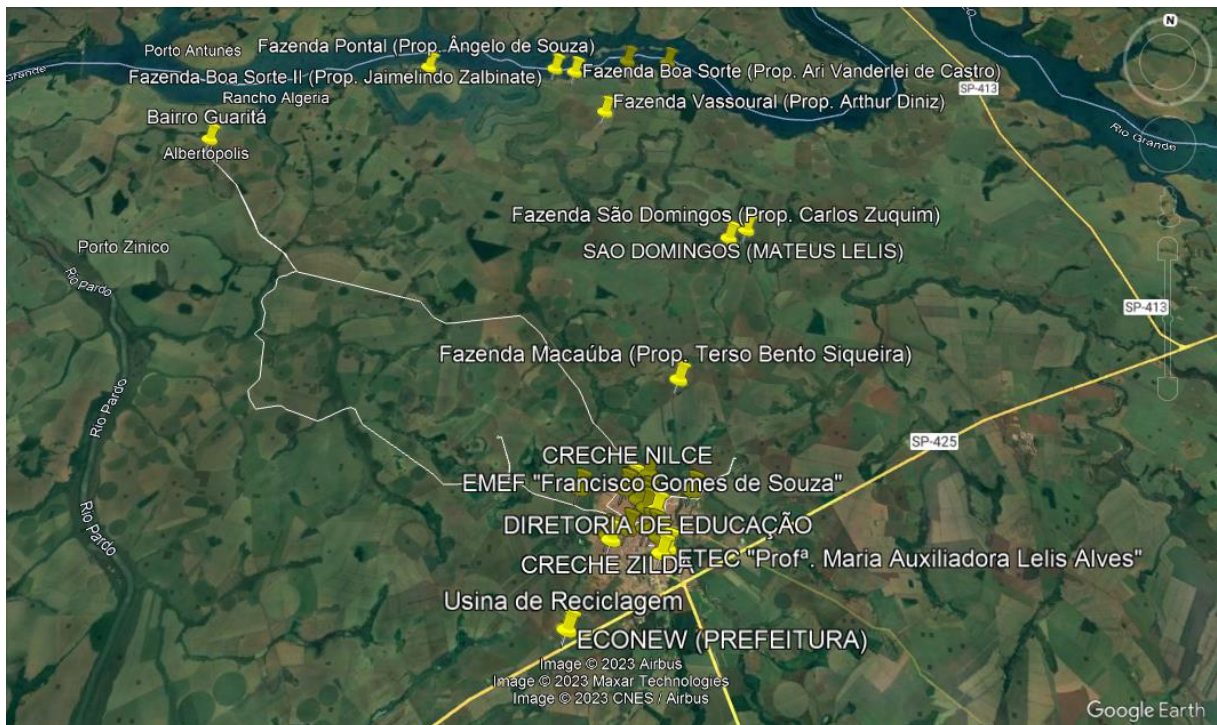 N
Porto Antunes
Fazenda Pontal (Prop. Ângelo de Souza)
Grande
Fazenda Boa Sorte II (Prop. Jaimelindo Zalbinate)
Fazenda Boa Sorte (Prop. Ari Vanderlei de Castro)
SP-413
Rancho Algeria
Fazenda Vassoural (Prop. Arthur Diniz)
Bairro Guaritá
Rio Grande
Albertópolis
Fazenda São Domingos (Prop. Carlos Zuquim)
Porto Zinico
SAO DOMINGOS (MATEUS LELIS)
Rio Pardo
SP-413
Fazenda Macaúba (Prop. Terso Bento Siqueira)
Rio Pardo
SP-425
CRECHE NILCE
EMEF "Francisco Gomes de Souza"
Rio Pardo
DIRETORIA DE EDUCAÇÃO
CRECHE ZILDA
ETEC "Profª. Maria Auxiliadora Lelis Alves"
Usina de Reciclagem
ECONEW (PREFEITURA)
Image © 2023 Airbus
Image © 2023 Maxar Technologies
Image © 2023 CNES / Airbus
Google Earth